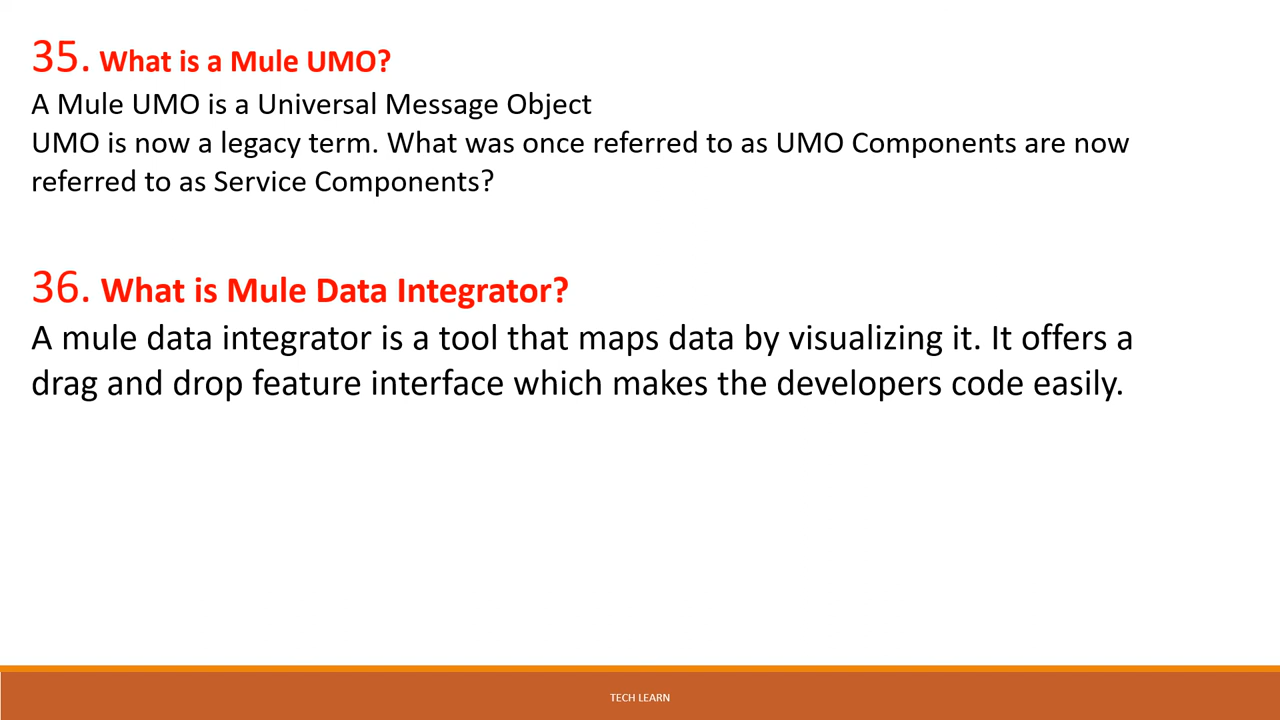 35. What is a Mule UMO?
A Mule UMO is a Universal Message Object
UMO is now a legacy term. What was once referred to as UMO Components are now
referred to as Service Components?
36. What is Mule Data Integrator?
A mule data integrator is a tool that maps data by visualizing it. It offers a
drag and drop feature interface which makes the developers code easily.
TECH LEARN